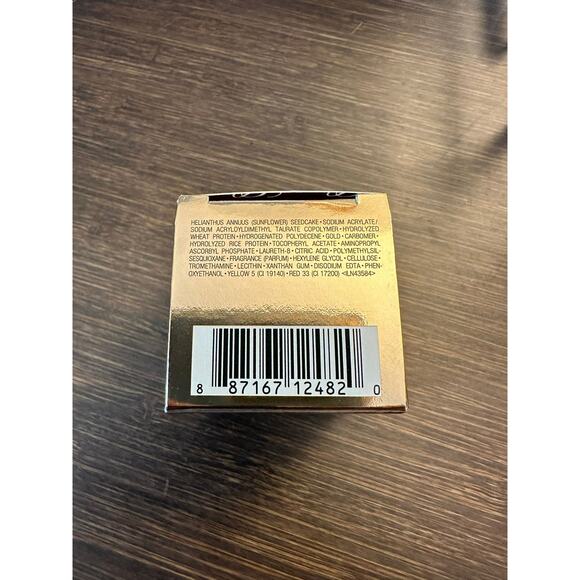 HELIANTHUS ANNUUS (SUNFLOWER) SEEDCAKE • SODIUM ACRYLATE/
SODIUM ACRYLOYLDIMETHYL TAURATE COPOLYMER • HYDROLYZED
WHEAT PROTEIN • HYDROGENATED POLYDECENE • GOLD • CARBOMER •
HYDROLYZED RICE PROTEIN • TOCOPHERYL ACETATE • AMINOPROPYL
ASCORBYL PHOSPHATE • LAURETH-8 • CITRIC ACID • POLYMETHYLSIL-
SESQUIOXANE • FRAGRANCE (PARFUM) • HEXYLENE GLYCOL • CELLULOSE •
TROMETHAMINE • LECITHIN • XANTHAN GUM • DISODIUM EDTA • PHEN-
OXYETHANOL • YELLOW 5 (CI 19140) • RED 33 (CI 17200) <ILN43584>
8 87167 12482 0